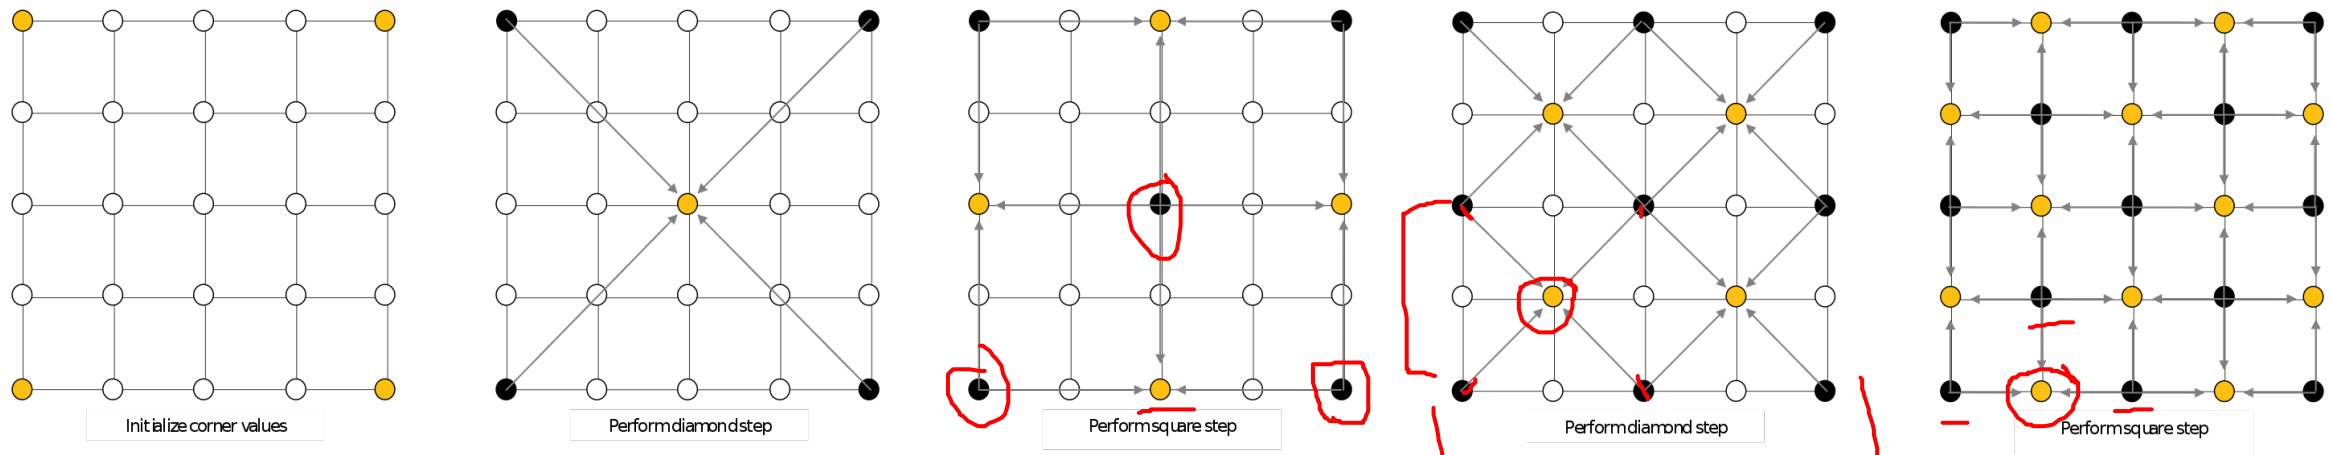 Initialize corner values
Perform diamond step
Perform square step
Perform diamond step
Perform square step